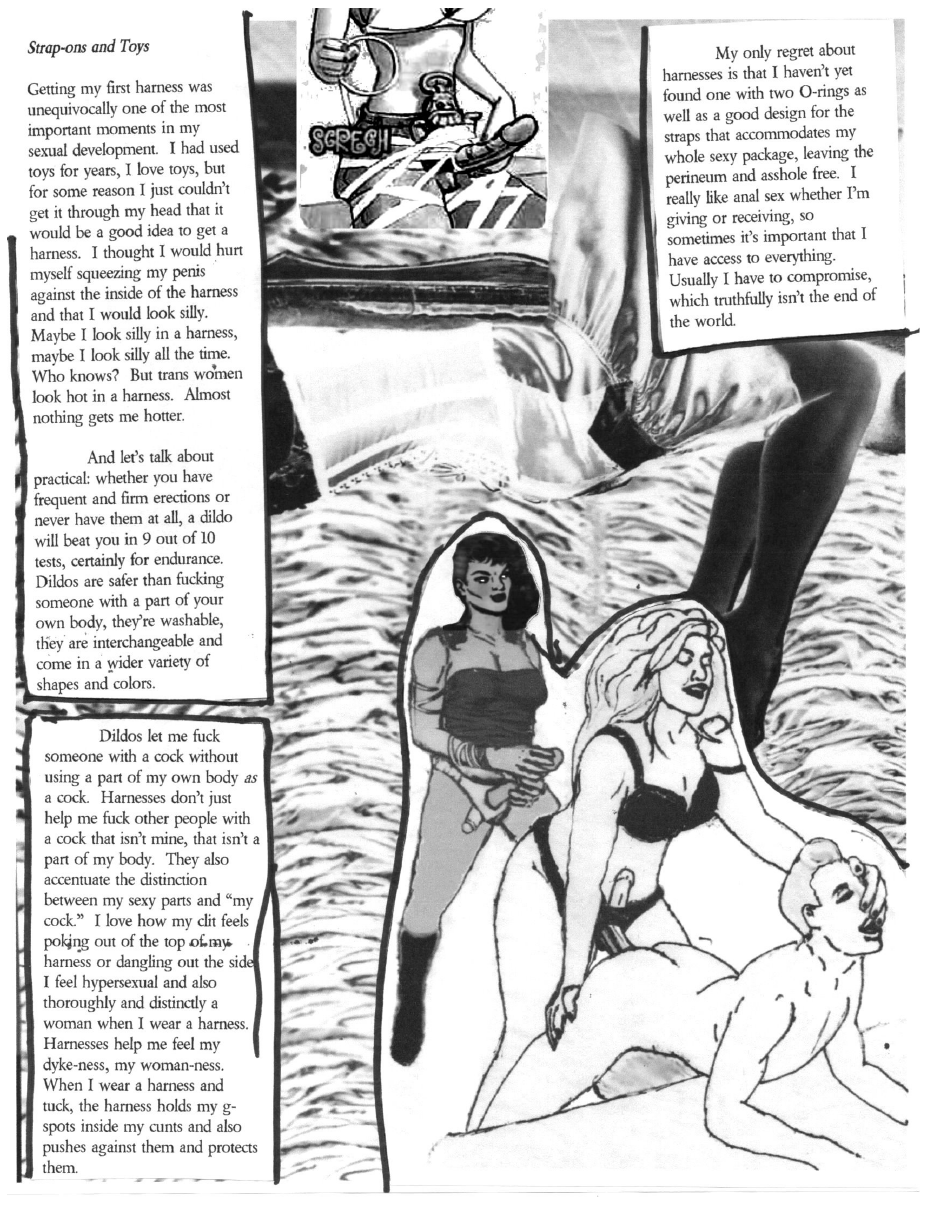 Strap-ons and Toys
Getting my first harness was
unequivocally one of the most
important moments in my
sexual development. I had used
toys for years, I love toys, but
for some reason I just couldn't
get it through my head that it
would be a good idea to get a
harness. I thought I would hurt
myself squeezing my penis
against the inside of the harness
and that I would look silly.
Maybe I look silly in a harness,
maybe I look silly all the time.
Who knows? But trans women
look hot in a harness. Almost
nothing gets me hotter.
And let's talk about
practical: whether you have
frequent and firm erections or
never have them at all, a dildo
will beat you in 9 out of 10
tests, certainly for endurance.
Dildos are safer than fucking
someone with a part of your
own body, they're washable,
they are interchangeable and
come in a wider variety of
shapes and colors.
Dildos let me fuck
someone with a cock without
using a part of my own body as
a cock. Harnesses don't just
help me fuck other people with
a cock that isn't mine, that isn't a
part of my body. They also
accentuate the distinction
between my sexy parts and "my
cock." I love how my clit feels
poking out of the top of my
harness or dangling out the side
I feel hypersexual and also
thoroughly and distinctly a
woman when I wear a harness.
Harnesses help me feel my
dyke-ness, my woman-ness.
When I wear a harness and
tuck, the harness holds my g-
spots inside my cunts and also
pushes against them and protects
them.
SCRECH
My only regret about
harnesses is that I haven't yet
found one with two O-rings as
well as a good design for the
straps that accommodates my
whole sexy package, leaving the
perineum and asshole free. I
really like anal sex whether I'm
giving or receiving, so
sometimes it's important that I
have access to everything.
Usually I have to compromise,
which truthfully isn't the end of
the world.